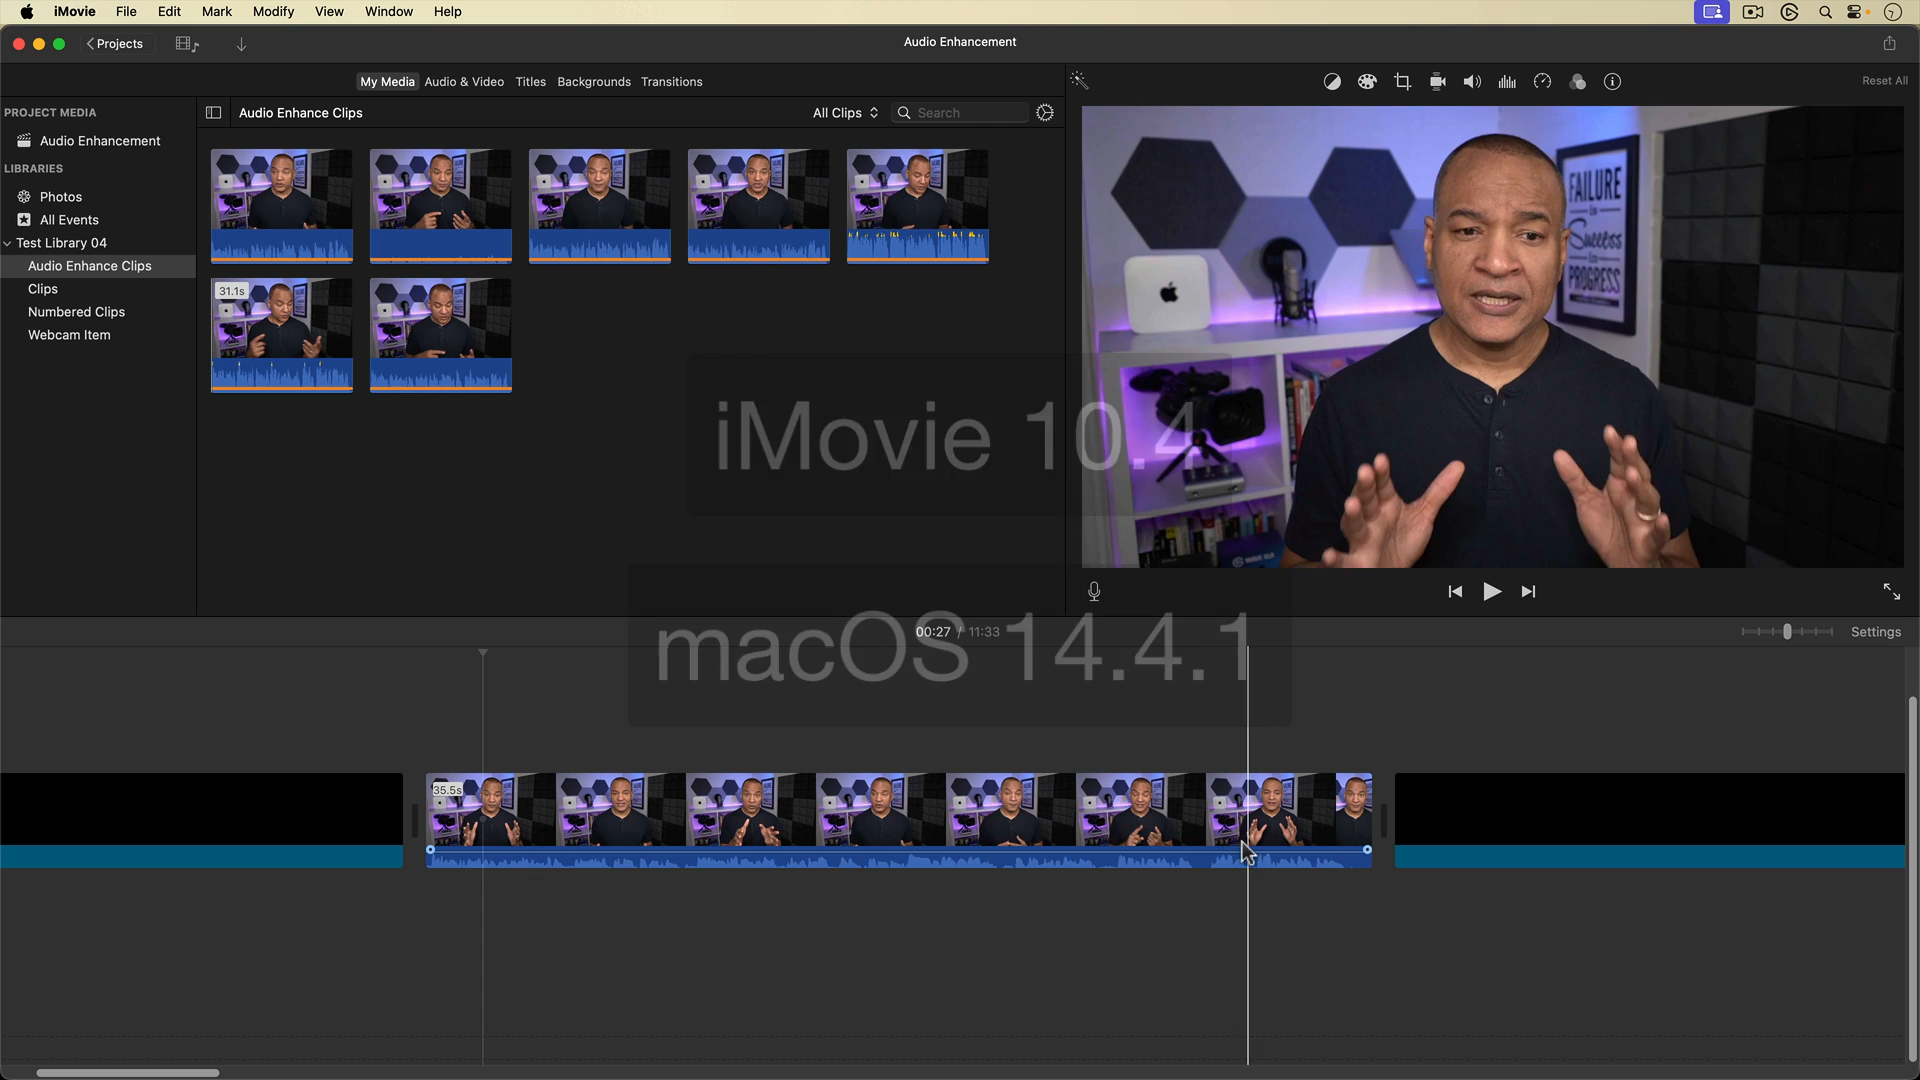 iMovie File Edit Mark Modify View Window Help
Projects
Audio Enhancement
My Media Audio & Video Titles Backgrounds Transitions
Reset All
PROJECT MEDIA
Audio Enhancement
LIBRARIES
Photos
All Events
Test Library 04
Audio Enhance Clips
Clips
Numbered Clips
Webcam Item
Audio Enhance Clips
All Clips
Search
31.1s
FAILURE
Success
PROGRESS
iMovie 10.4
macOS 14.4.1
00:27 / 11:33
Settings
35.5s